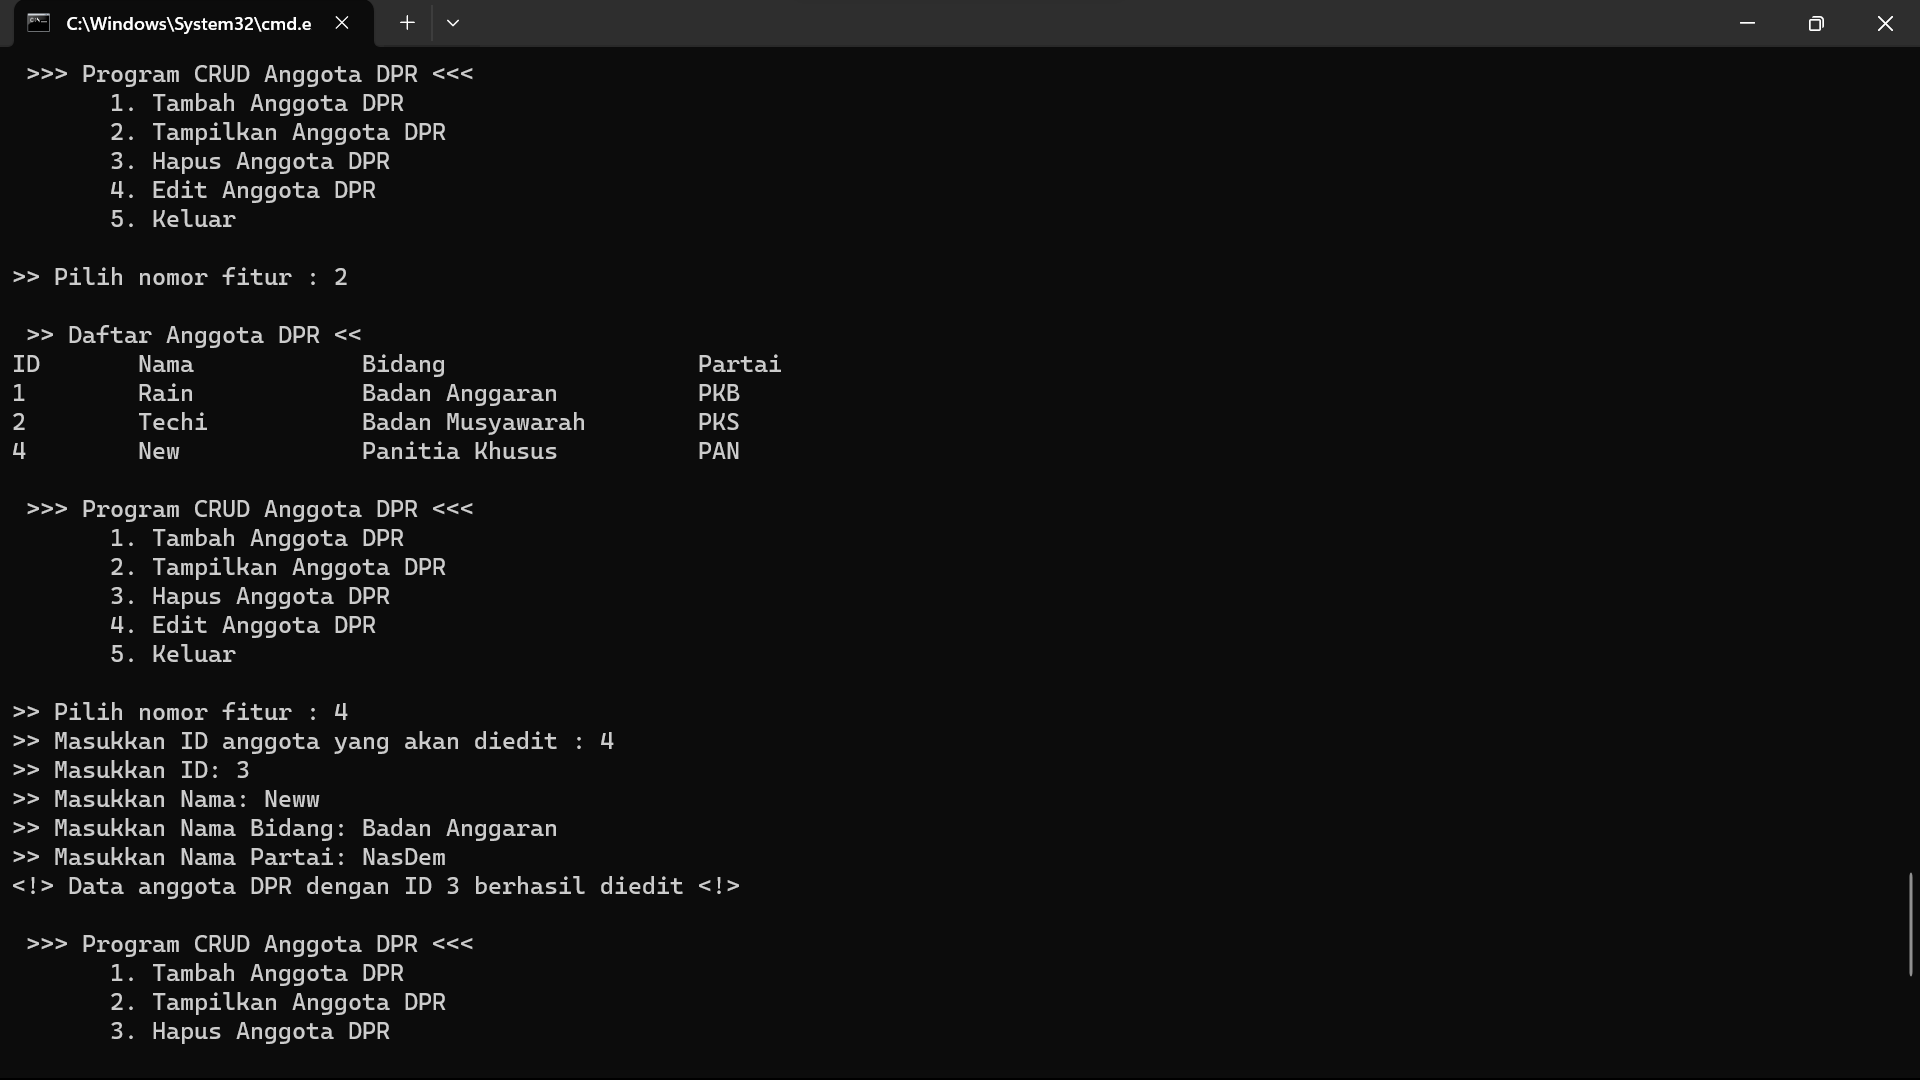 C:\Windows\System32\cmd.e
>>> Program CRUD Anggota DPR <<<
1. Tambah Anggota DPR
2. Tampilkan Anggota DPR
3. Hapus Anggota DPR
4. Edit Anggota DPR
5. Keluar
>> Pilih nomor fitur : 2
>> Daftar Anggota DPR <<
ID Nama Bidang Partai
1 Rain Badan Anggaran PKB
2 Techi Badan Musyawarah PKS
4 New Panitia Khusus PAN
>>> Program CRUD Anggota DPR <<<
1. Tambah Anggota DPR
2. Tampilkan Anggota DPR
3. Hapus Anggota DPR
4. Edit Anggota DPR
5. Keluar
>> Pilih nomor fitur : 4
>> Masukkan ID anggota yang akan diedit : 4
>> Masukkan ID: 3
>> Masukkan Nama: Neww
>> Masukkan Nama Bidang: Badan Anggaran
>> Masukkan Nama Partai: NasDem
<!> Data anggota DPR dengan ID 3 berhasil diedit <!>
>>> Program CRUD Anggota DPR <<<
1. Tambah Anggota DPR
2. Tampilkan Anggota DPR
3. Hapus Anggota DPR